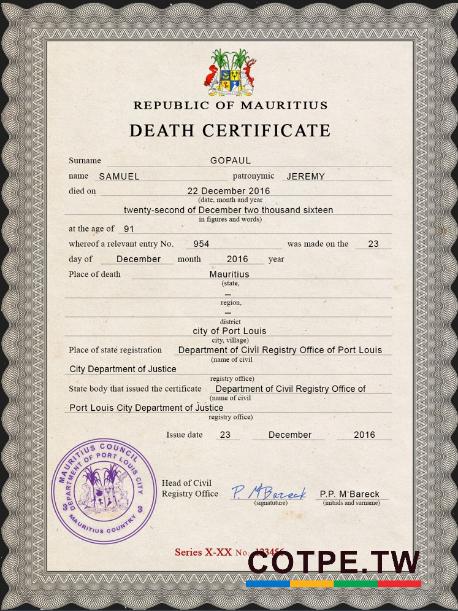 REPUBLIC OF MAURITIUS
DEATH CERTIFICATE
Surname GOPAUL
name SAMUEL patronymic JEREMY
died on 22 December 2016
(date, month and year
twenty-second of December two thousand sixteen
in figures and words)
at the age of 91
whereof a relevant entry No. 954 was made on the 23
day of December month 2016 year
Place of death Mauritius
(state,
–
region,
–
district
city of Port Louis
city, village)
Place of state registration Department of Civil Registry Office of Port Louis
(name of civil
City Department of Justice
registry office)
State body that issued the certificate Department of Civil Registry Office of
(name of civil
Port Louis City Department of Justice
registry office)
Issue date 23 December 2016
MAURITIUS COUNCIL
DEPARTMENT OF PORT LOUIS CITY
MAURITIUS COUNTRY
Head of Civil
Registry Office P. M'Bareck P.P. M'Bareck
(signature) (initials and surname)
Series X-XX No. 123456
COTPE.TW